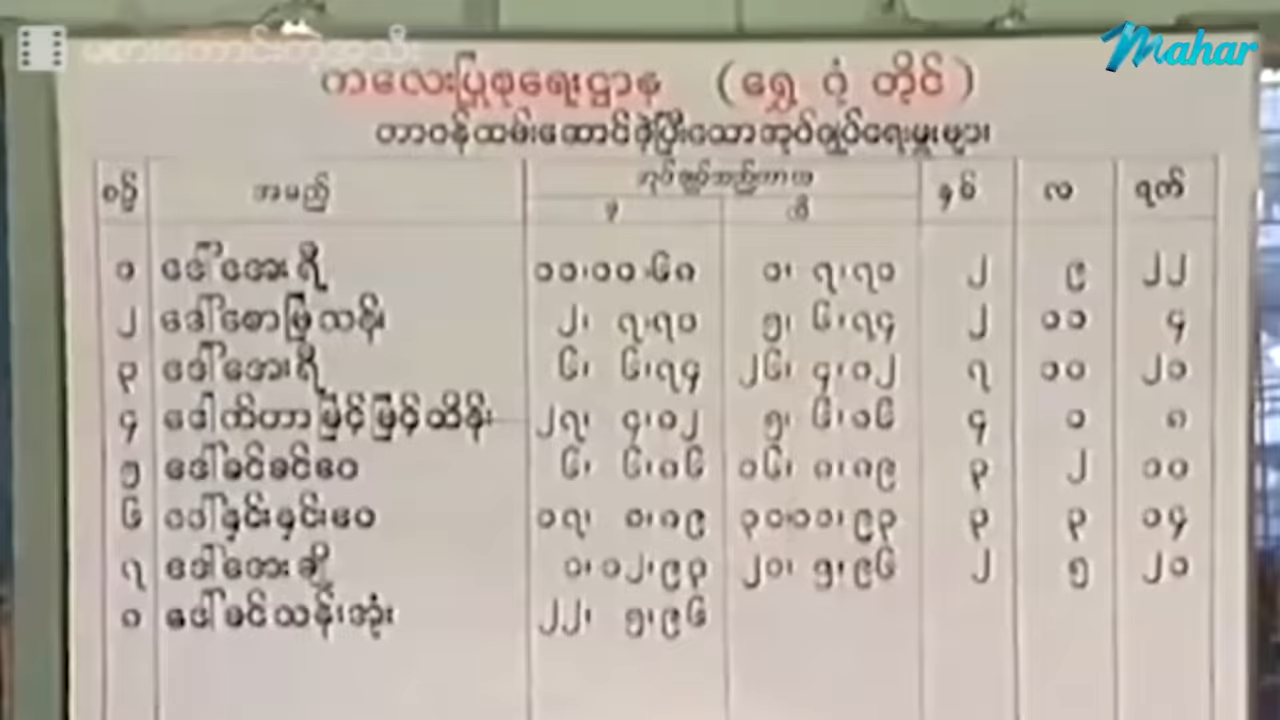 Mahar
ကလေးပြုစုရေးဌာန (ရွှေ ဂုံ တိုင်)
တာဝန်ထမ်းဆောင်ခဲ့ပြီးသောအုပ်ချုပ်ရေးမှူးများ
စဉ် အမည် အုပ်ချုပ်သည့်ကာလ နှစ် လ ရက်
မှ ထိ
၁ ဒေါ်အေးရီ ၁၁၊၁၁၊၆၈ ၁၊ ၇၊၇၁ ၂ ၉ ၂၂
၂ ဒေါ်စောမြသန်း ၂၊ ၇၊၇၁ ၅၊ ၆၊၇၄ ၂ ၁၁ ၄
၃ ဒေါ်အေးရီ ၆၊ ၆၊၇၄ ၂၆၊ ၄၊၁၂ ၇ ၁၀ ၂၁
၄ ဒေါက်တာမြင့်မြင့်သိန်း ၂၇၊ ၄၊၁၂ ၅၊ ၆၊၁၆ ၄ ၁ ၈
၅ ဒေါ်ခင်ခင်ဝေ ၆၊ ၆၊၁၆ ၁၆၊ ၈၊၈၉ ၃ ၂ ၁၀
၆ ဒေါ်နှင်းနှင်းဝေ ၁၇၊ ၈၊၈၉ ၃၀၊၁၁၊၉၃ ၃ ၃ ၁၄
၇ ဒေါ်အေးချို ၁၊၁၂၊၉၃ ၂၁၊ ၅၊၉၆ ၂ ၅ ၂၁
၈ ဒေါ်ခင်သန်းအုံး ၂၂၊ ၅၊၉၆